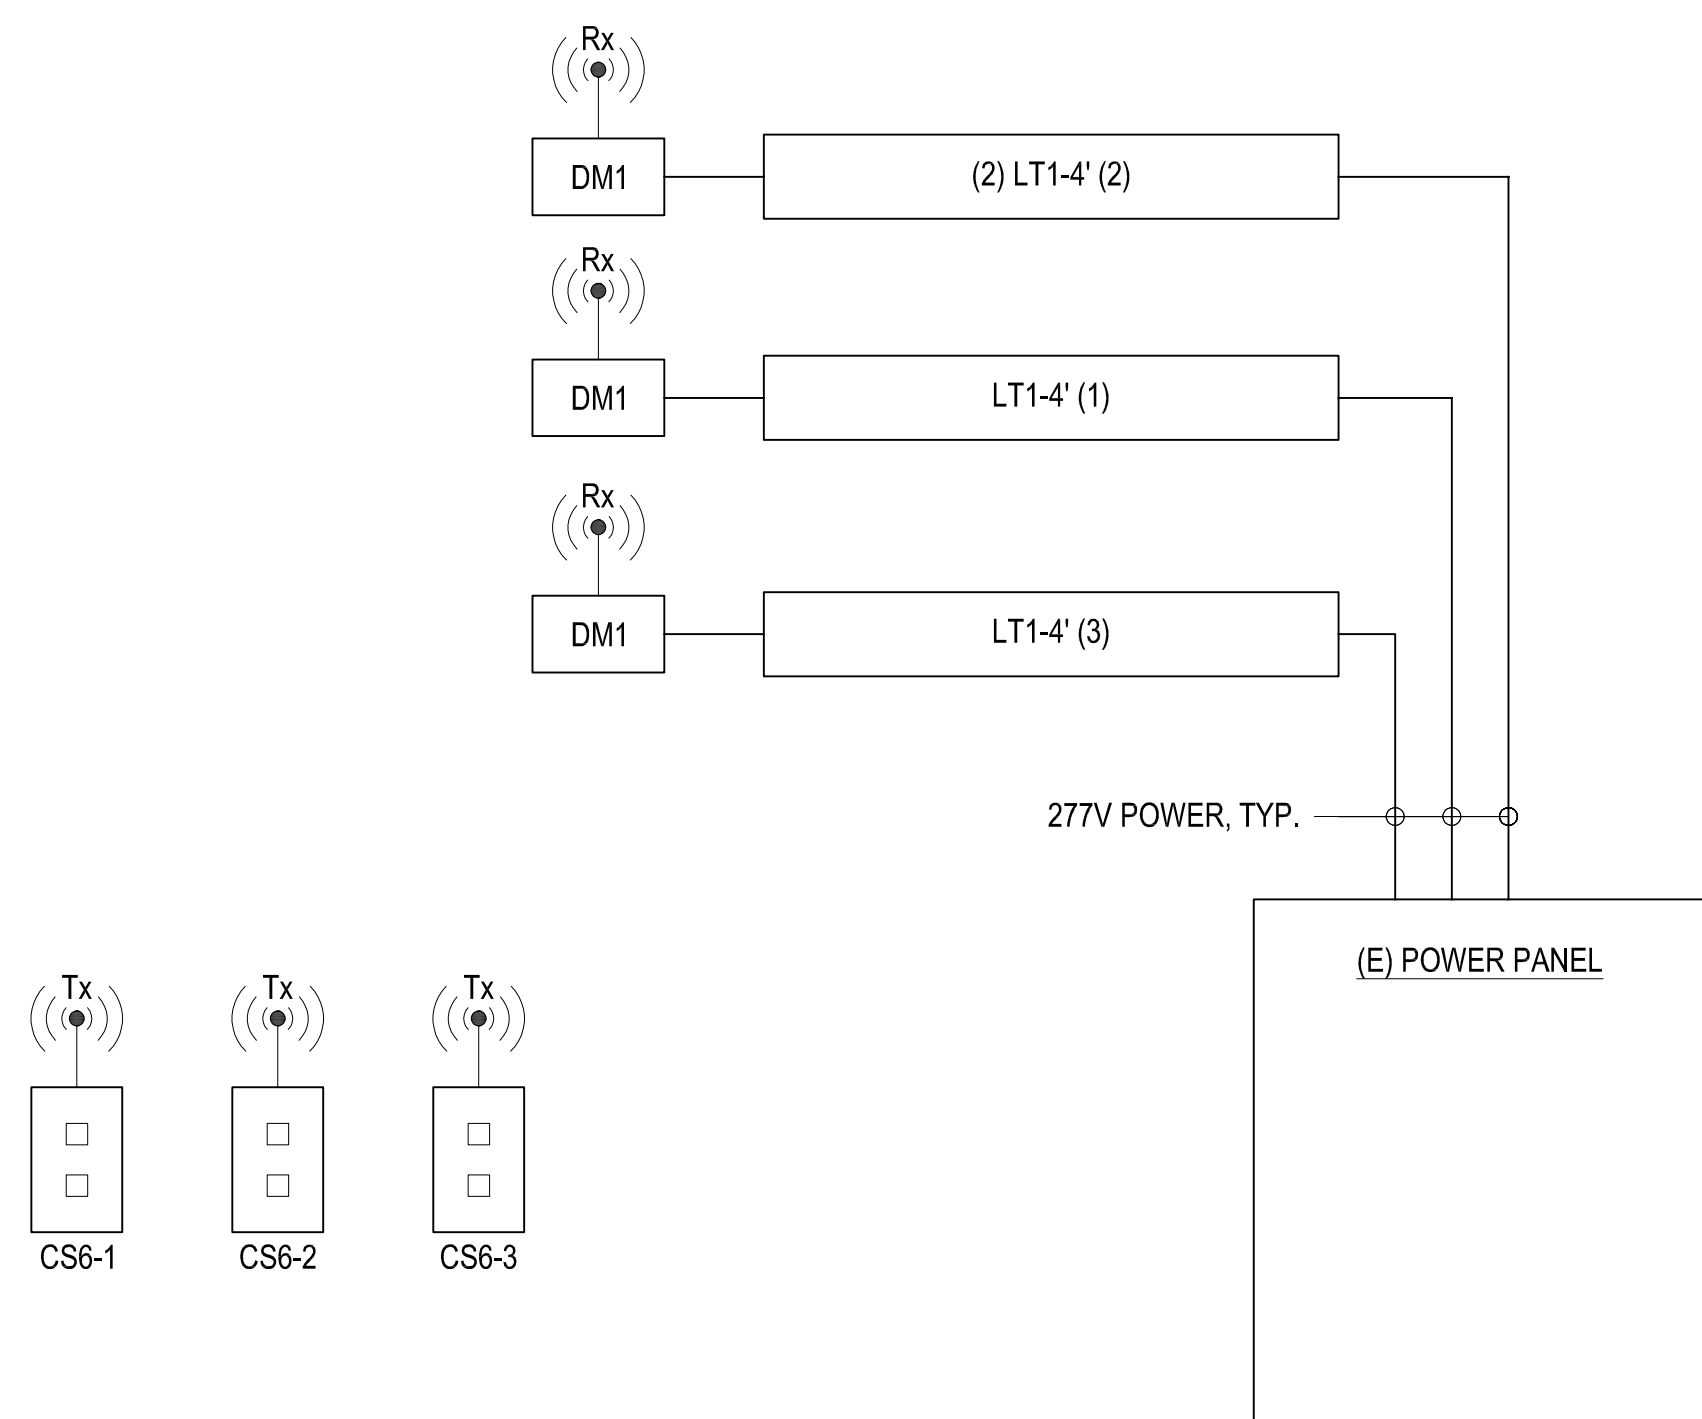 Rx
DM1
(2) LT1-4' (2)
Rx
DM1
LT1-4' (1)
Rx
DM1
LT1-4' (3)
277V POWER, TYP.
(E) POWER PANEL
Tx
Tx
Tx
CS6-1
CS6-2
CS6-3